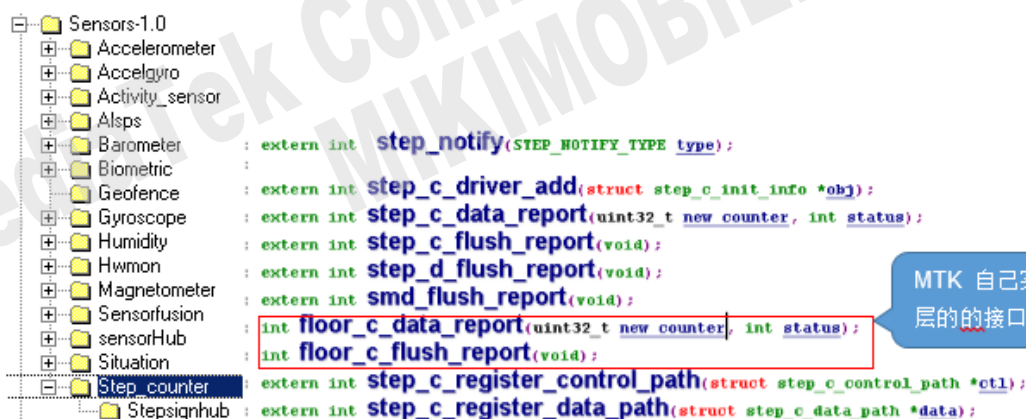 Sensors-1.0
Accelerometer
Accelgyro
Activity_sensor
Alsps
Barometer
Biometric
Geofence
Gyroscope
Humidity
Hwmon
Magnetometer
Sensorfusion
sensorHub
Situation
Step_counter
Stepsignhub
: extern int step_notify(STEP_NOTIFY_TYPE type);
:
: extern int step_c_driver_add(struct step_c_init_info *obj);
: extern int step_c_data_report(uint32_t new_counter, int status);
: extern int step_c_flush_report(void);
: extern int step_d_flush_report(void);
: extern int smd_flush_report(void);
: int floor_c_data_report(uint32_t new_counter, int status);
: int floor_c_flush_report(void);
: extern int step_c_register_control_path(struct step_c_control_path *ctl);
: extern int step_c_register_data_path(struct step_c_data_path *data);
MTK 自己
层的的接口
MIKIMOBIL